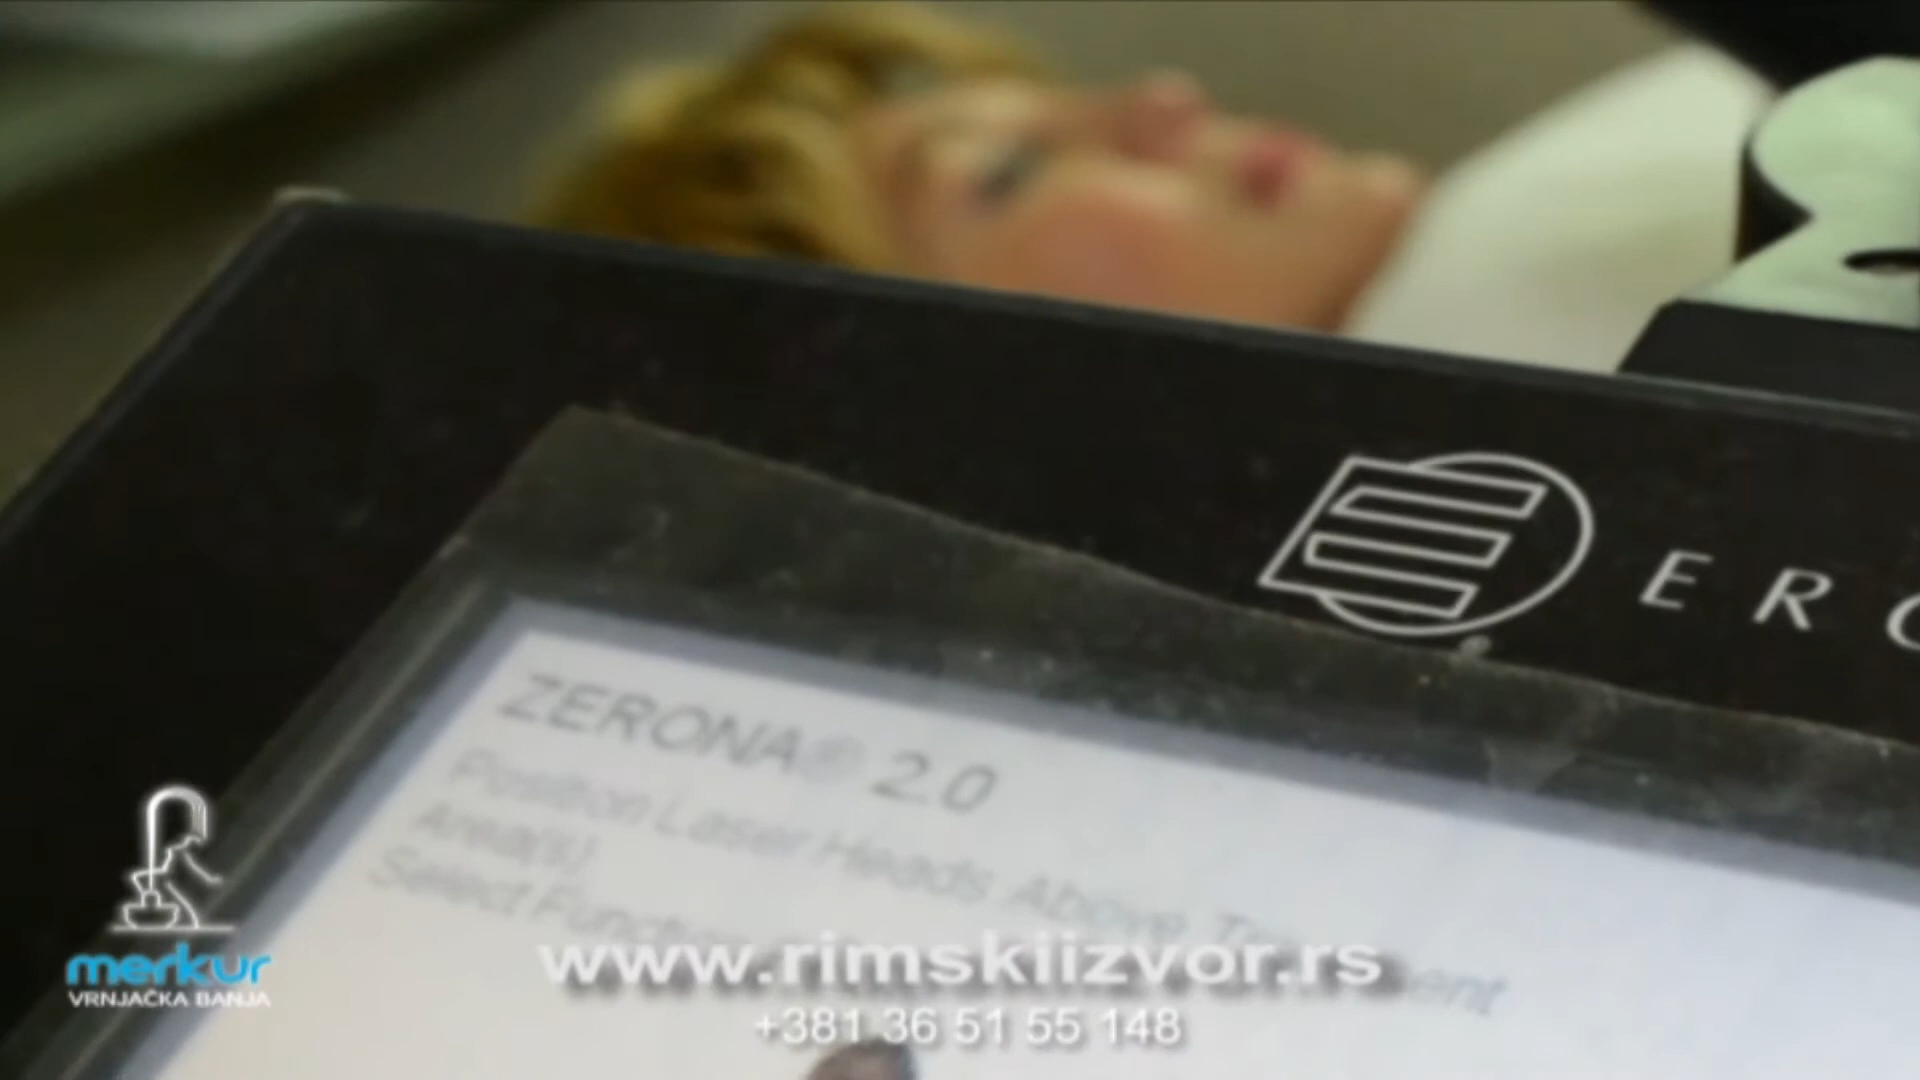 ERC
ZERONA® 2.0
Position Laser Heads Above Treatment
Area(s)
Select Function
merkur
VRNJAČKA BANJA
www.rimskiizvor.rs
+381 36 51 55 148